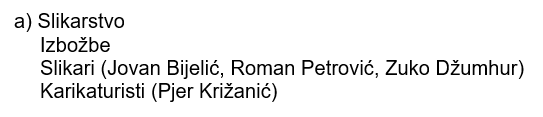 a) Slikarstvo
Izbožbe
Slikari (Jovan Bijelić, Roman Petrović, Zuko Džumhur)
Karikaturisti (Pjer Križanić)